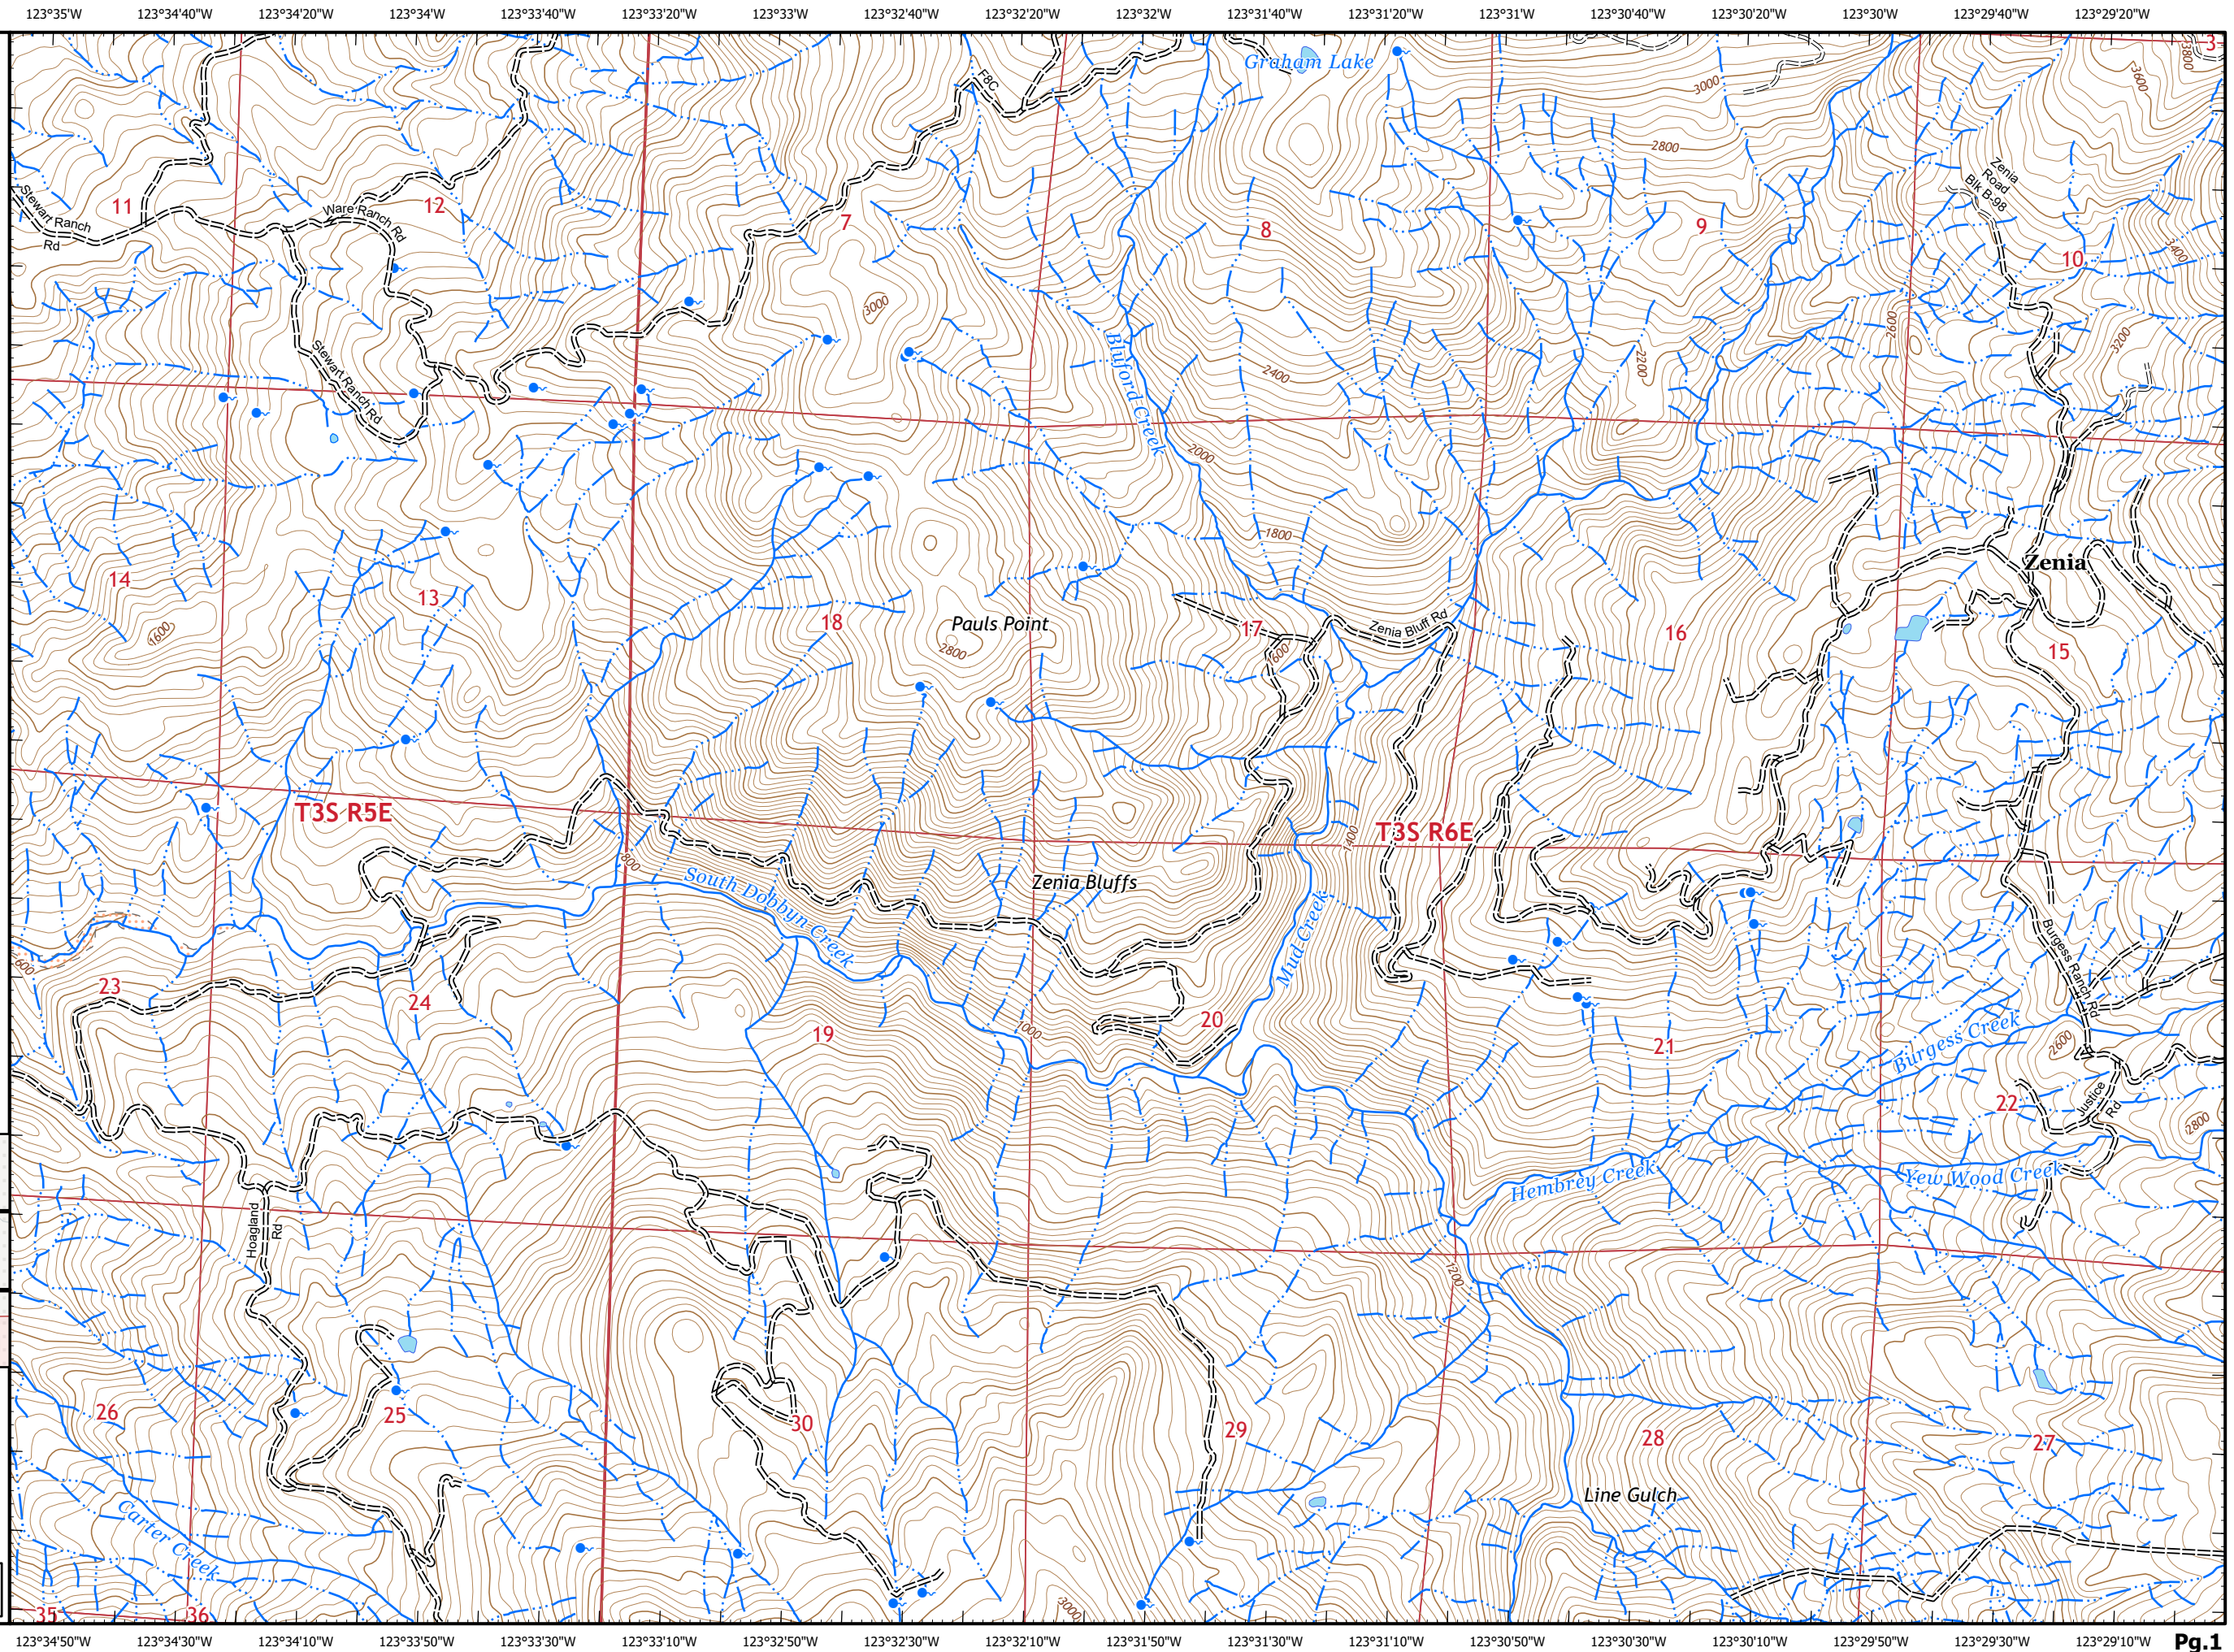 123°35'W 123°34'40"W 123°34'20"W 123°34'W 123°33'40"W 123°33'20"W 123°33'W 123°32'40"W 123°32'20"W 123°32'W 123°31'40"W 123°31'20"W 123°31'W 123°30'40"W 123°30'20"W 123°30'W 123°29'40"W 123°29'20"W
3
Graham Lake
3800
3600
F8C
3000
2800
Zenia
Road
Blk B-98
Stewart Ranch
Rd
11
Ware Ranch Rd
12
7
8
9
10
3400
3000
2600
3200
Stewart Ranch Rd
Bluford Creek
2400
2200
2000
1800
Zenia
14
13
1600
18
Pauls Point
2800
17
1600
Zenia Bluff Rd
16
15
T3S R5E
T3S R6E
1400
800
South Dobbyn Creek
Zenia Bluffs
Mud Creek
Burgess Ranch Rd
600
23
24
19
1000
20
21
Burgess Creek
2600
22
Justice
Rd
2800
Hembrey Creek
Yew Wood Creek
Hoagland
Rd
1200
26
25
30
29
28
27
Line Gulch
Carter Creek
35
36
3000
123°34'50"W 123°34'30"W 123°34'10"W 123°33'50"W 123°33'30"W 123°33'10"W 123°32'50"W 123°32'30"W 123°32'10"W 123°31'50"W 123°31'30"W 123°31'10"W 123°30'50"W 123°30'30"W 123°30'10"W 123°29'50"W 123°29'30"W 123°29'10"W
Pg.1